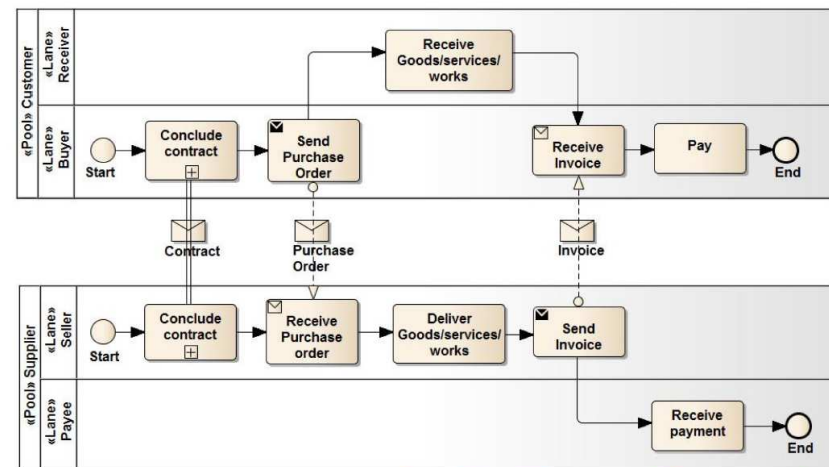 «Pool» Customer
«Lane»
Receiver
Receive
Goods/services/
works
«Lane»
Buyer
Start
Conclude
contract
Send
Purchase
Order
Receive
Invoice
Pay
End
Contract
Purchase
Order
Invoice
«Pool» Supplier
«Lane»
Seller
Start
Conclude
contract
Receive
Purchase
order
Deliver
Goods/services/
works
Send
Invoice
«Lane»
Payee
Receive
payment
End